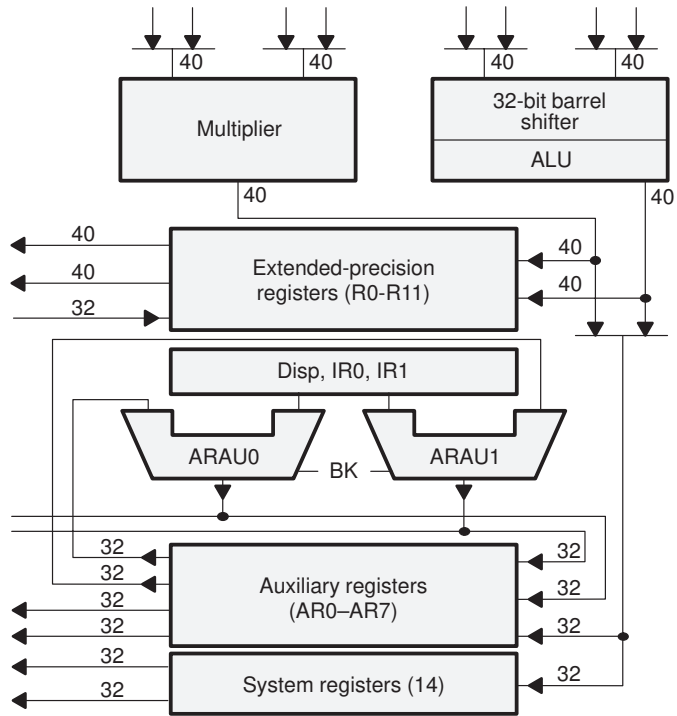 40
40
40
40
Multiplier
32-bit barrel
shifter
ALU
40
40
40
40
32
Extended-precision
registers (R0-R11)
40
40
Disp, IR0, IR1
ARAU0
BK
ARAU1
32
32
32
32
Auxiliary registers
(AR0–AR7)
32
32
32
32
32
System registers (14)
32